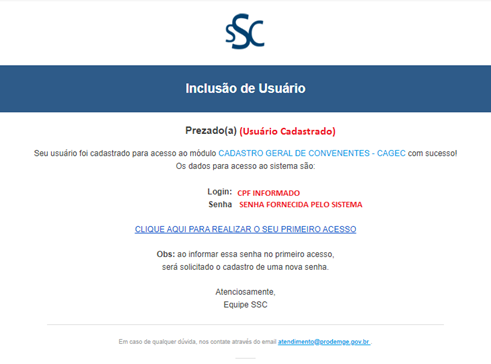 SSC
Inclusão de Usuário
Prezado(a) (Usuário Cadastrado)
Seu usuário foi cadastrado para acesso ao módulo CADASTRO GERAL DE CONVENENTES - CAGEC com sucesso!
Os dados para acesso ao sistema são:
Login: CPF INFORMADO
Senha SENHA FORNECIDA PELO SISTEMA
CLIQUE AQUI PARA REALIZAR O SEU PRIMEIRO ACESSO
Obs: ao informar essa senha no primeiro acesso,
será solicitado o cadastro de uma nova senha.
Atenciosamente,
Equipe SSC
Em caso de qualquer dúvida, nos contate através do email atendimento@prodemge.gov.br.